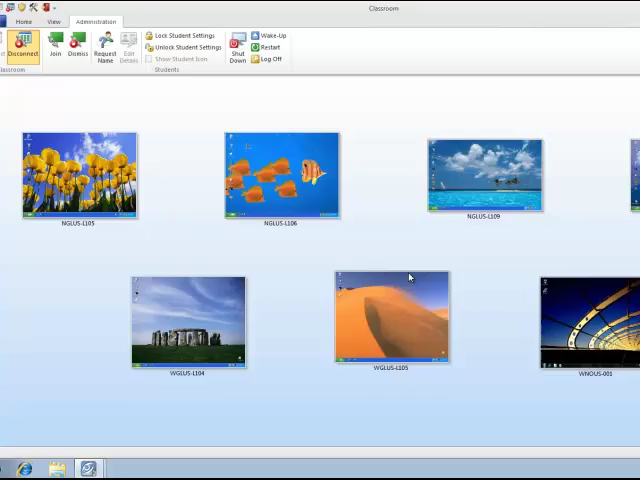 Classroom
Home View Administration
Disconnect Join Dismiss Request Name Edit Details Lock Student Settings Unlock Student Settings Show Student Icon Shut Down Wake-Up Restart Log Off
lassroom Students
NGLUS-L105 NGLUS-L106 NGLUS-L109
WGLUS-L104 WGLUS-L105 WNOUS-001